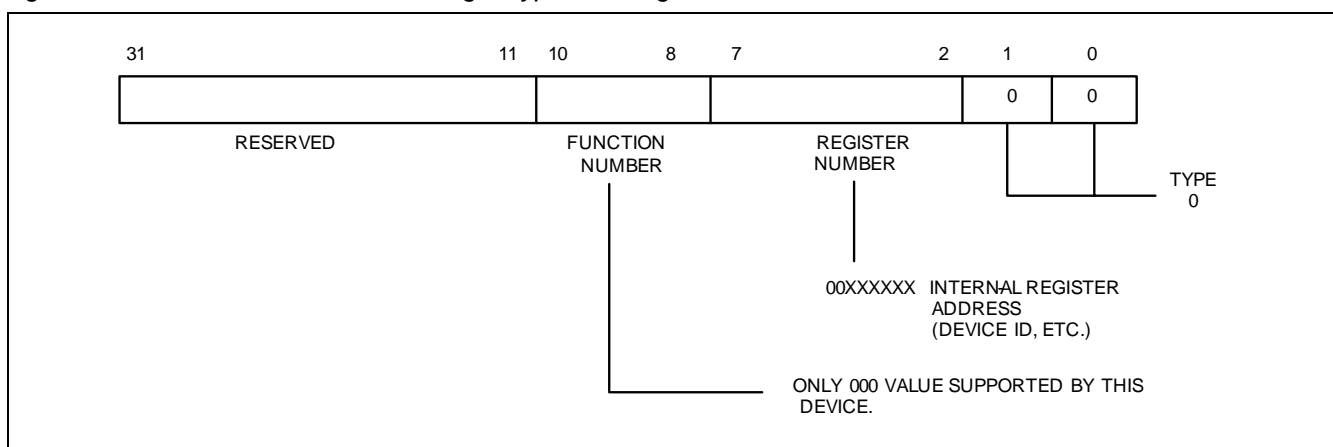 31 11 10 8 7 2 1 0
0 0
RESERVED FUNCTION NUMBER REGISTER NUMBER
TYPE 0
00XXXXXX INTERNAL REGISTER
ADDRESS
(DEVICE ID, ETC.)
ONLY 000 VALUE SUPPORTED BY THIS
DEVICE.